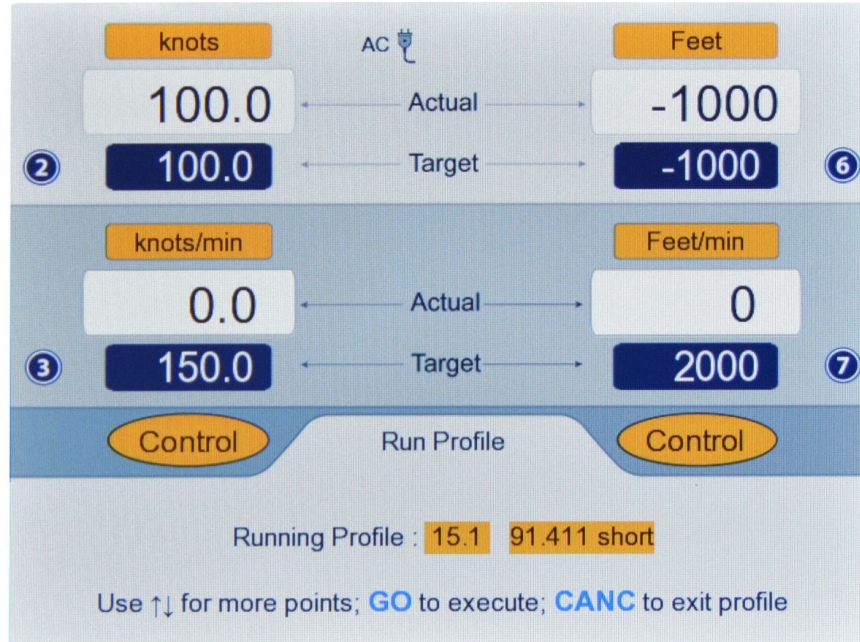 knots AC Feet
100.0 Actual -1000
2 100.0 Target -1000 6
knots/min Feet/min
0.0 Actual 0
3 150.0 Target 2000 7
Control Run Profile Control
Running Profile : 15.1 91.411 short
Use ↑↓ for more points; GO to execute; CANC to exit profile